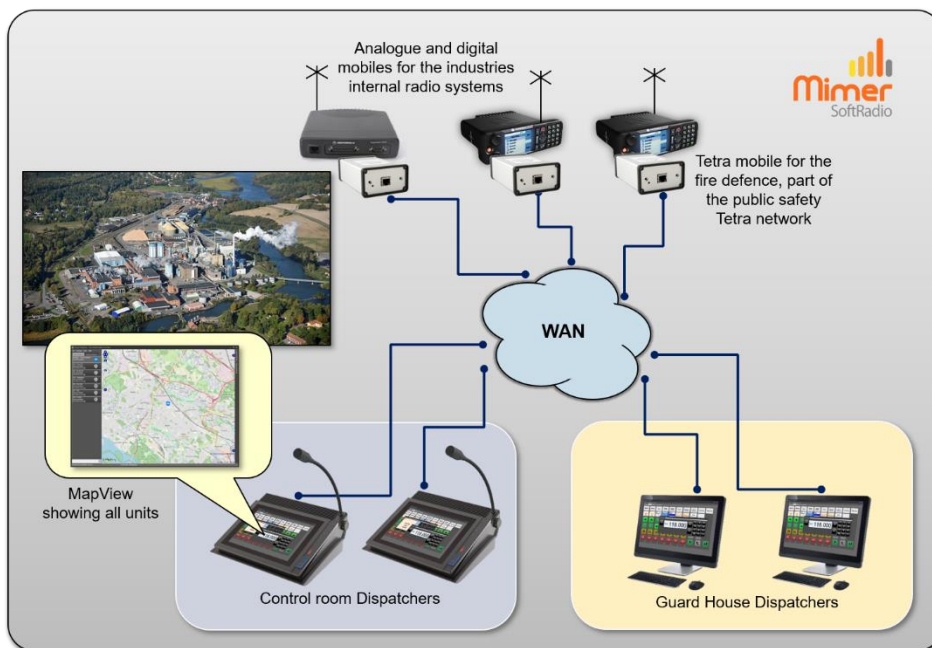 Analogue and digital
mobiles for the industries
internal radio systems
Mimer
SoftRadio
Tetra mobile for the
fire defence, part of
the public safety
Tetra network
WAN
MapView
showing all units
Control room Dispatchers
Guard House Dispatchers